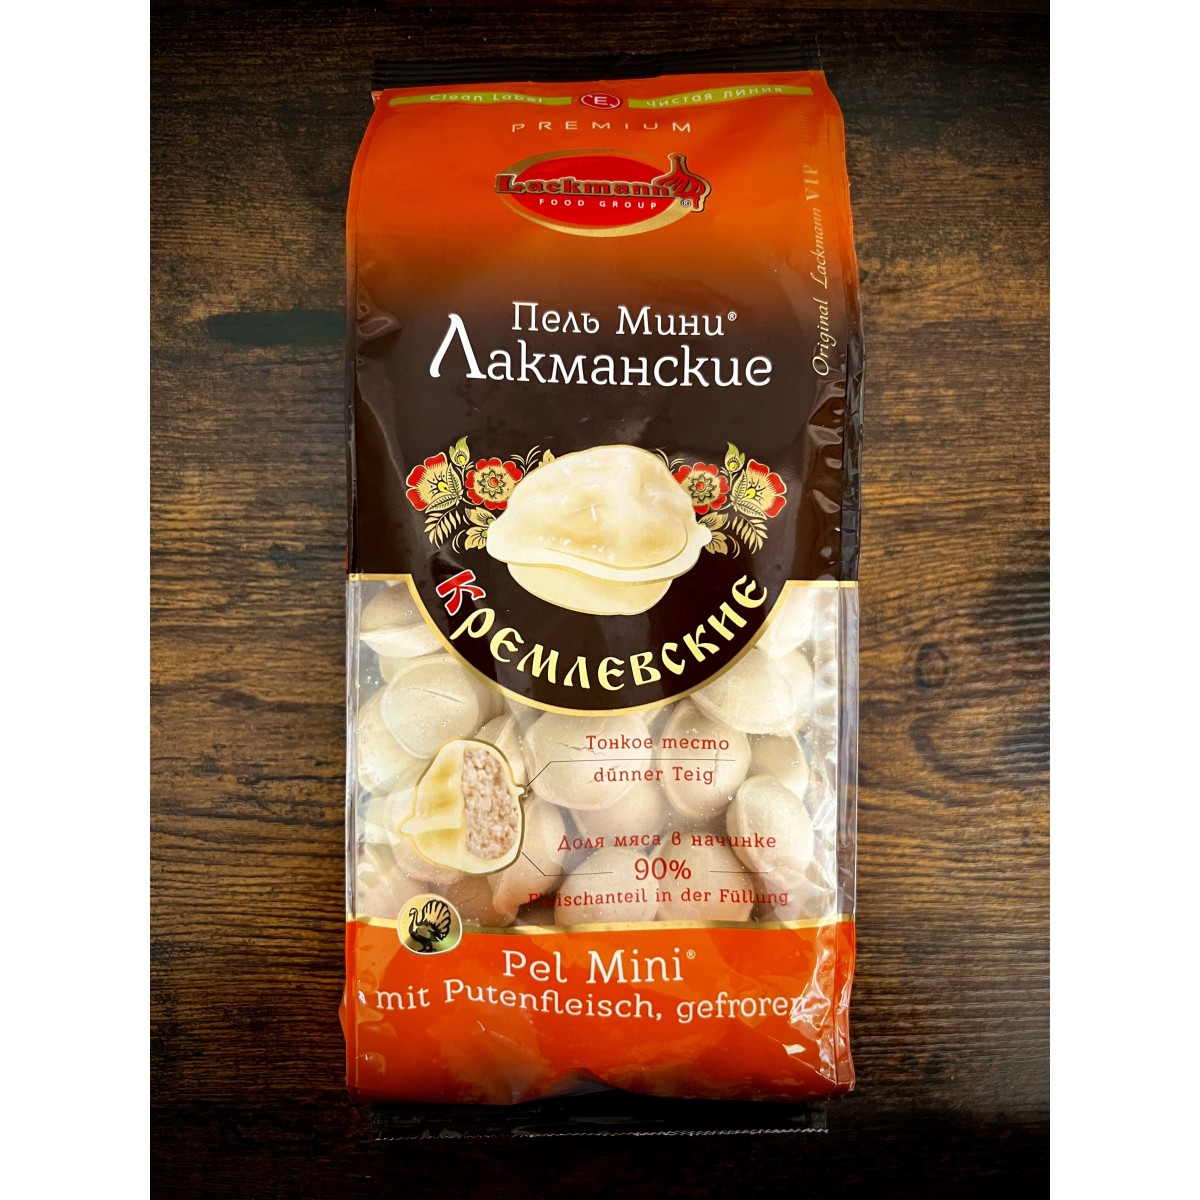 Clean Label E ЧИСТАЯ ЛИНИЯ
PREMIUM
Lackmann®
FOOD GROUP
Original Lackmann VIP
Пель Мини®
Лакманские
Кремлевские
Тонкое тесто
dünner Teig
Доля мяса в начинке
90%
Fleischanteil in der Füllung
Pel Mini®
mit Putenfleisch, gefroren